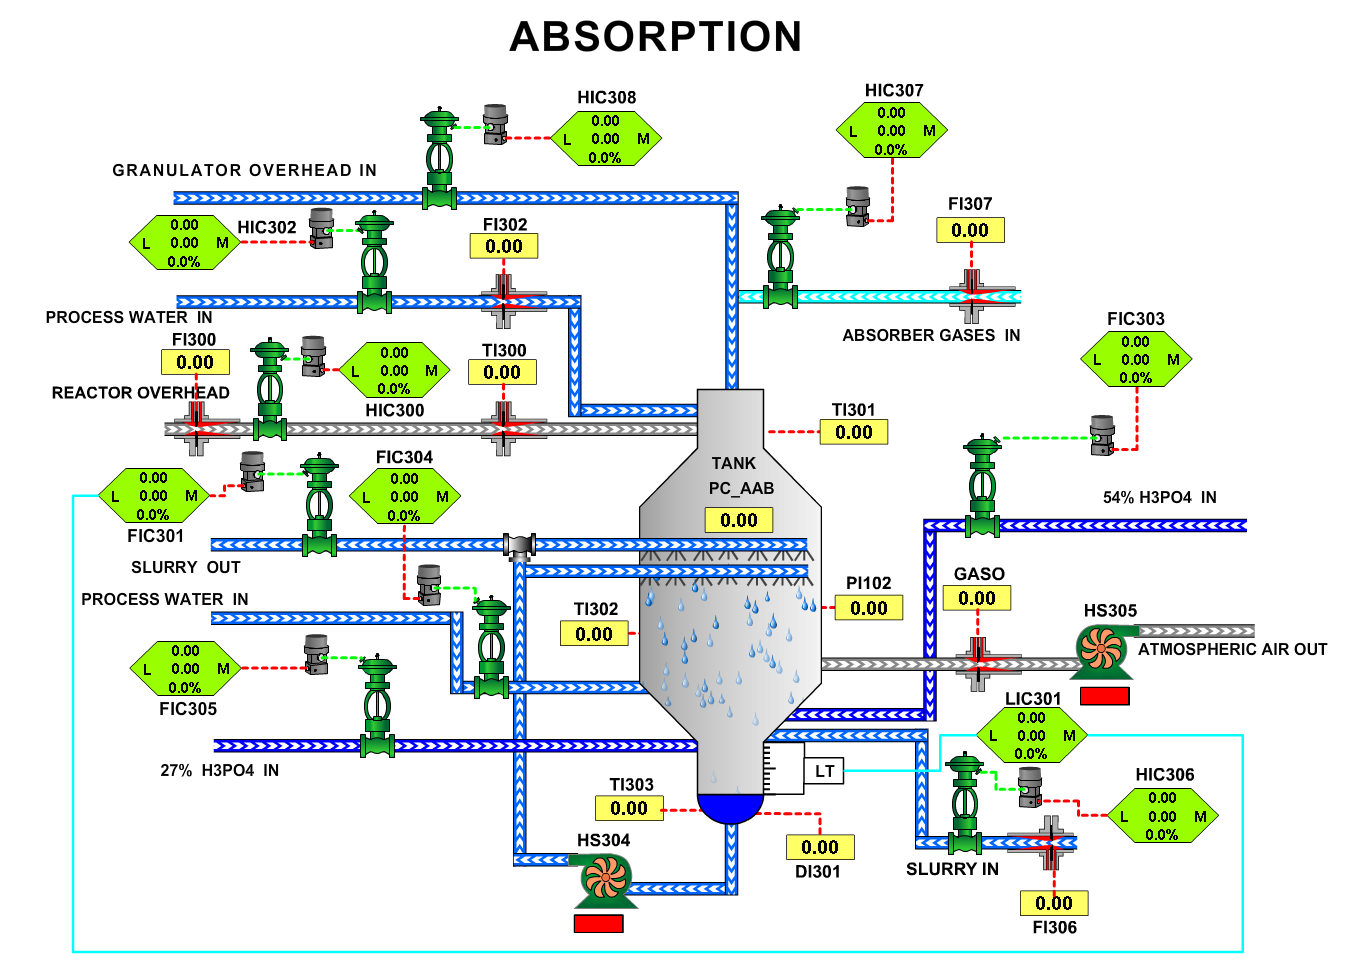 ABSORPTION
HIC308
0.00
L 0.00 M
0.0%
HIC307
0.00
L 0.00 M
0.0%
GRANULATOR OVERHEAD IN
HIC302
0.00
L 0.00 M
0.0%
FI302
0.00
FI307
0.00
PROCESS WATER IN
ABSORBER GASES IN
FIC303
0.00
L 0.00 M
0.0%
FI300
0.00
0.00
L 0.00 M
0.0%
HIC300
TI300
0.00
REACTOR OVERHEAD
TI301
0.00
TANK
PC_AAB
0.00
FIC304
0.00
L 0.00 M
0.0%
0.00
L 0.00 M
0.0%
FIC301
54% H3PO4 IN
SLURRY OUT
PROCESS WATER IN
TI302
0.00
PI102
0.00
GASO
0.00
HS305
ATMOSPHERIC AIR OUT
0.00
L 0.00 M
0.0%
FIC305
LIC301
0.00
L 0.00 M
0.0%
27% H3PO4 IN
LT
HIC306
0.00
L 0.00 M
0.0%
TI303
0.00
HS304
0.00
DI301
SLURRY IN
0.00
FI306